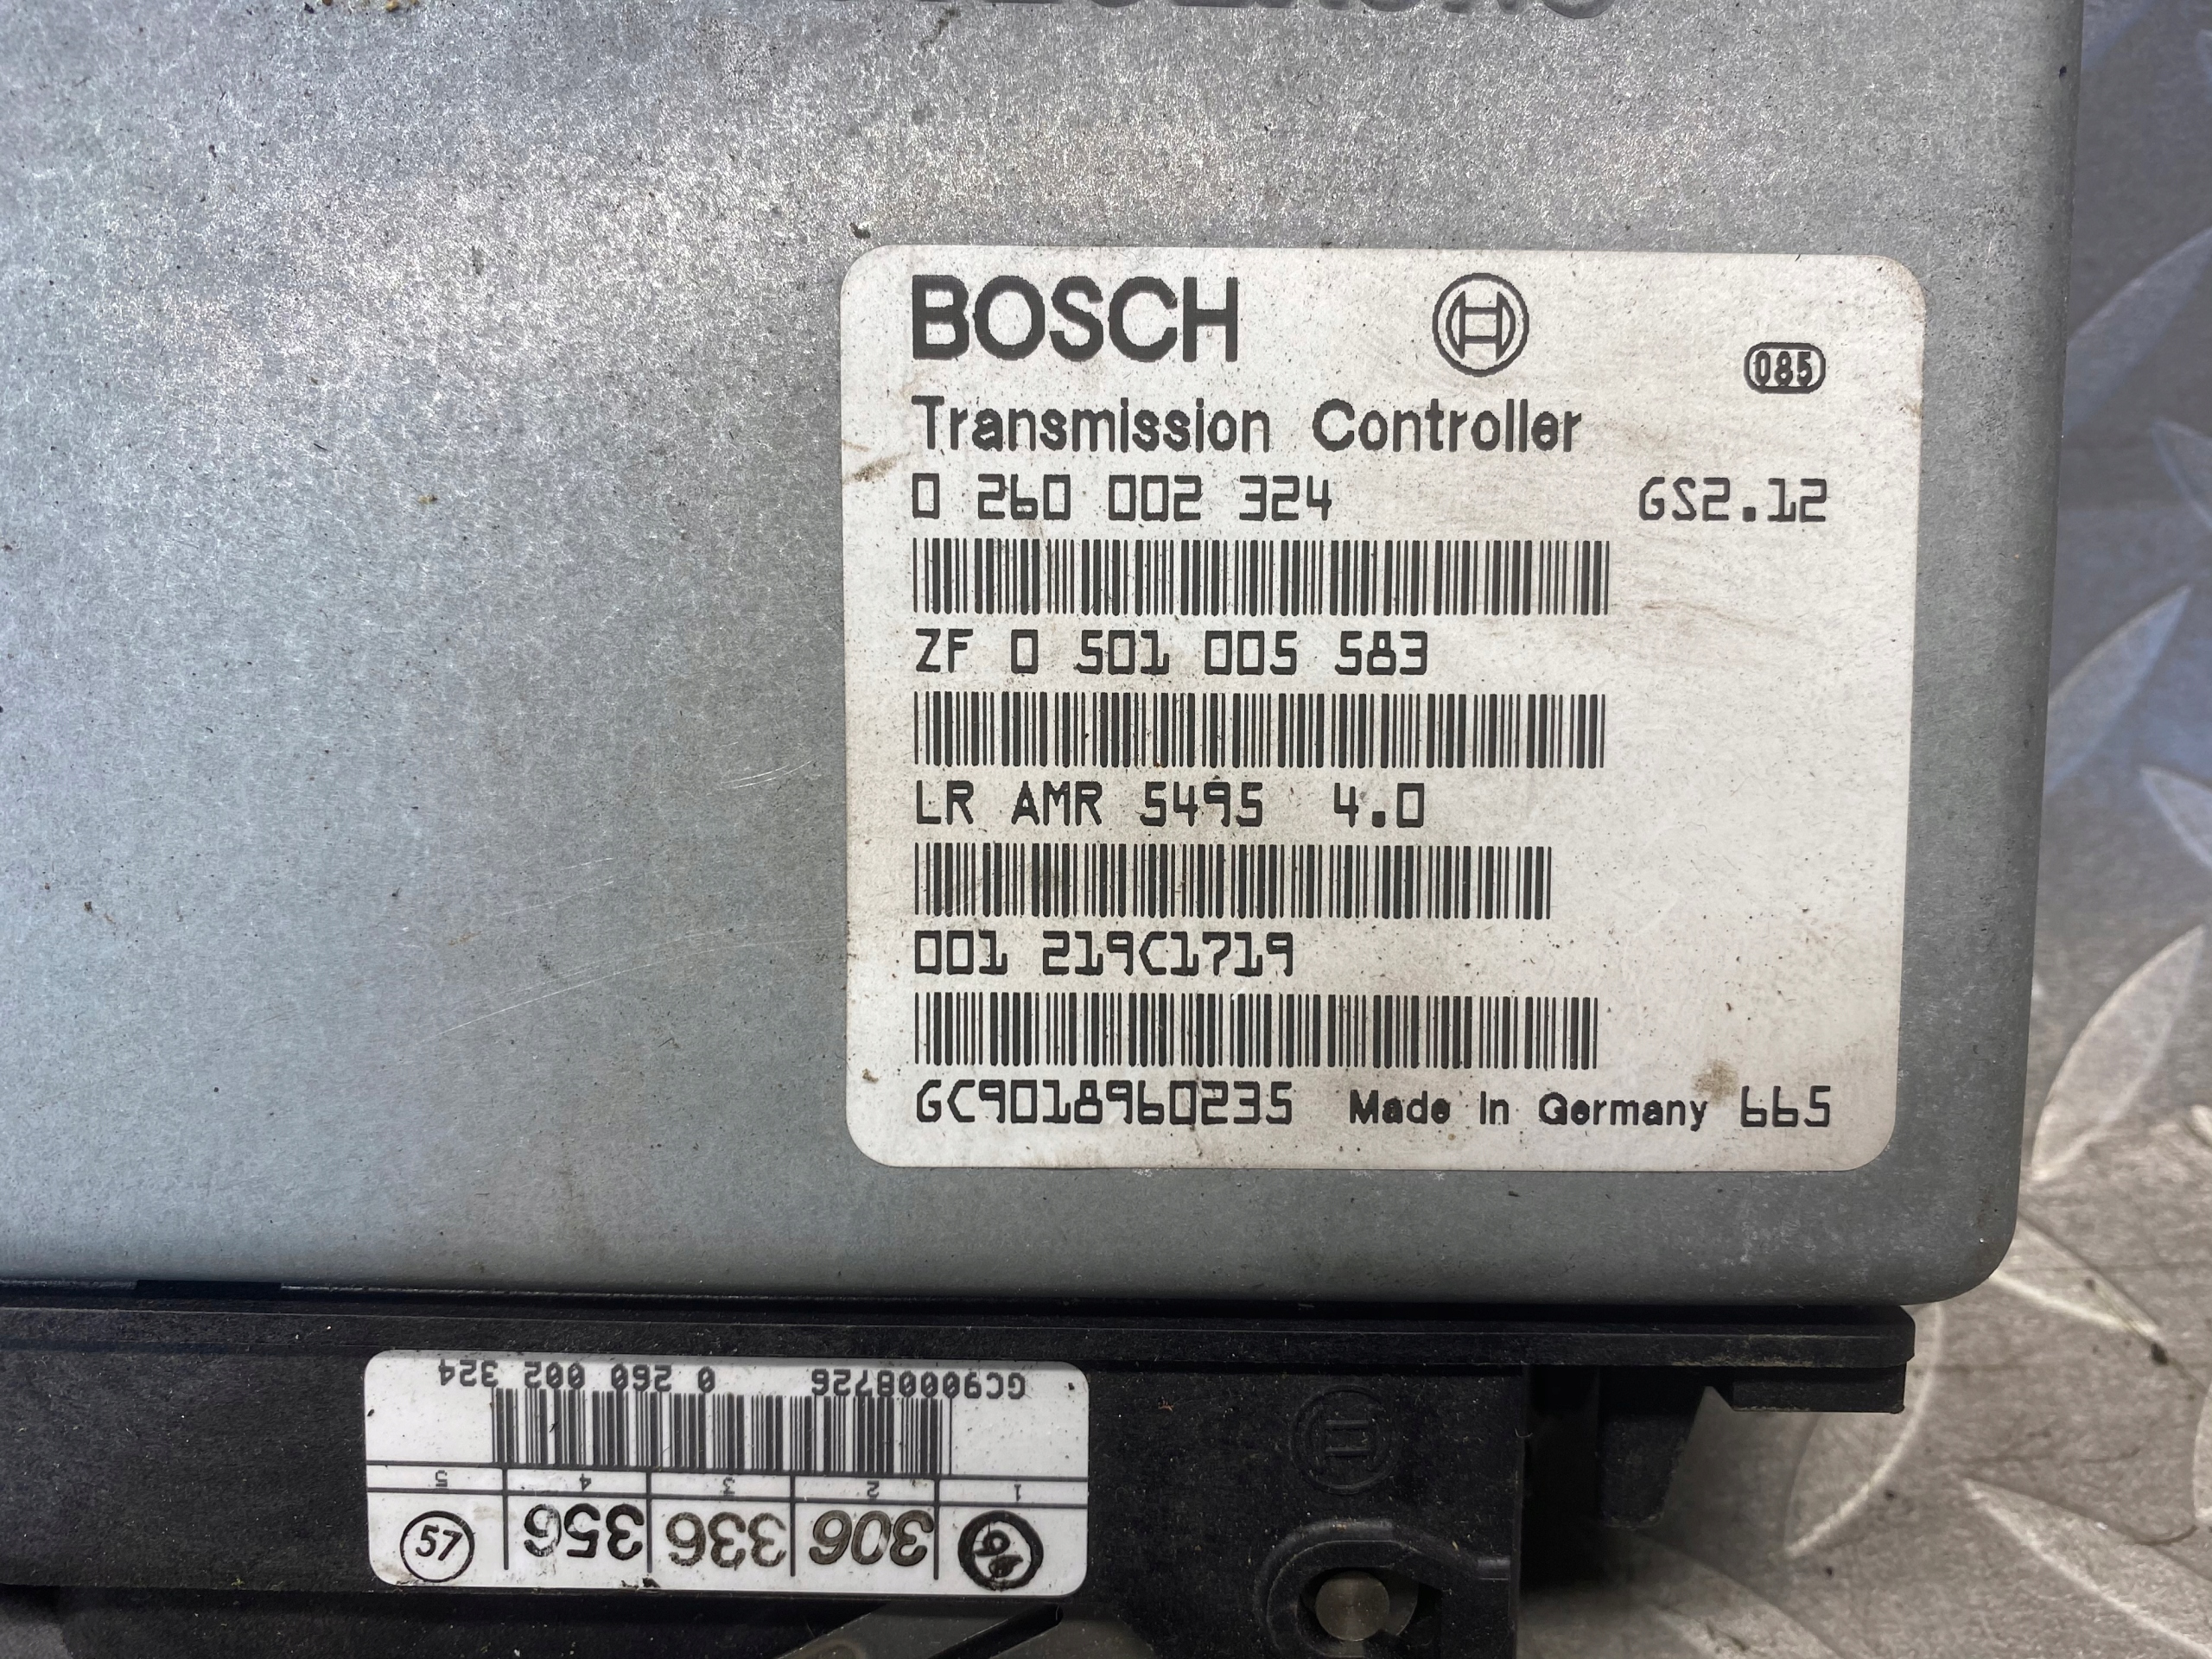 BOSCH
085
Transmission Controller
0 260 002 324 GS2.12
ZF 0 501 005 583
LR AMR 5495 4.0
001 219C1719
GC9018960235 Made in Germany 665
GC90008726 0 260 002 324
1 2 3 4 5
306 336 356 57